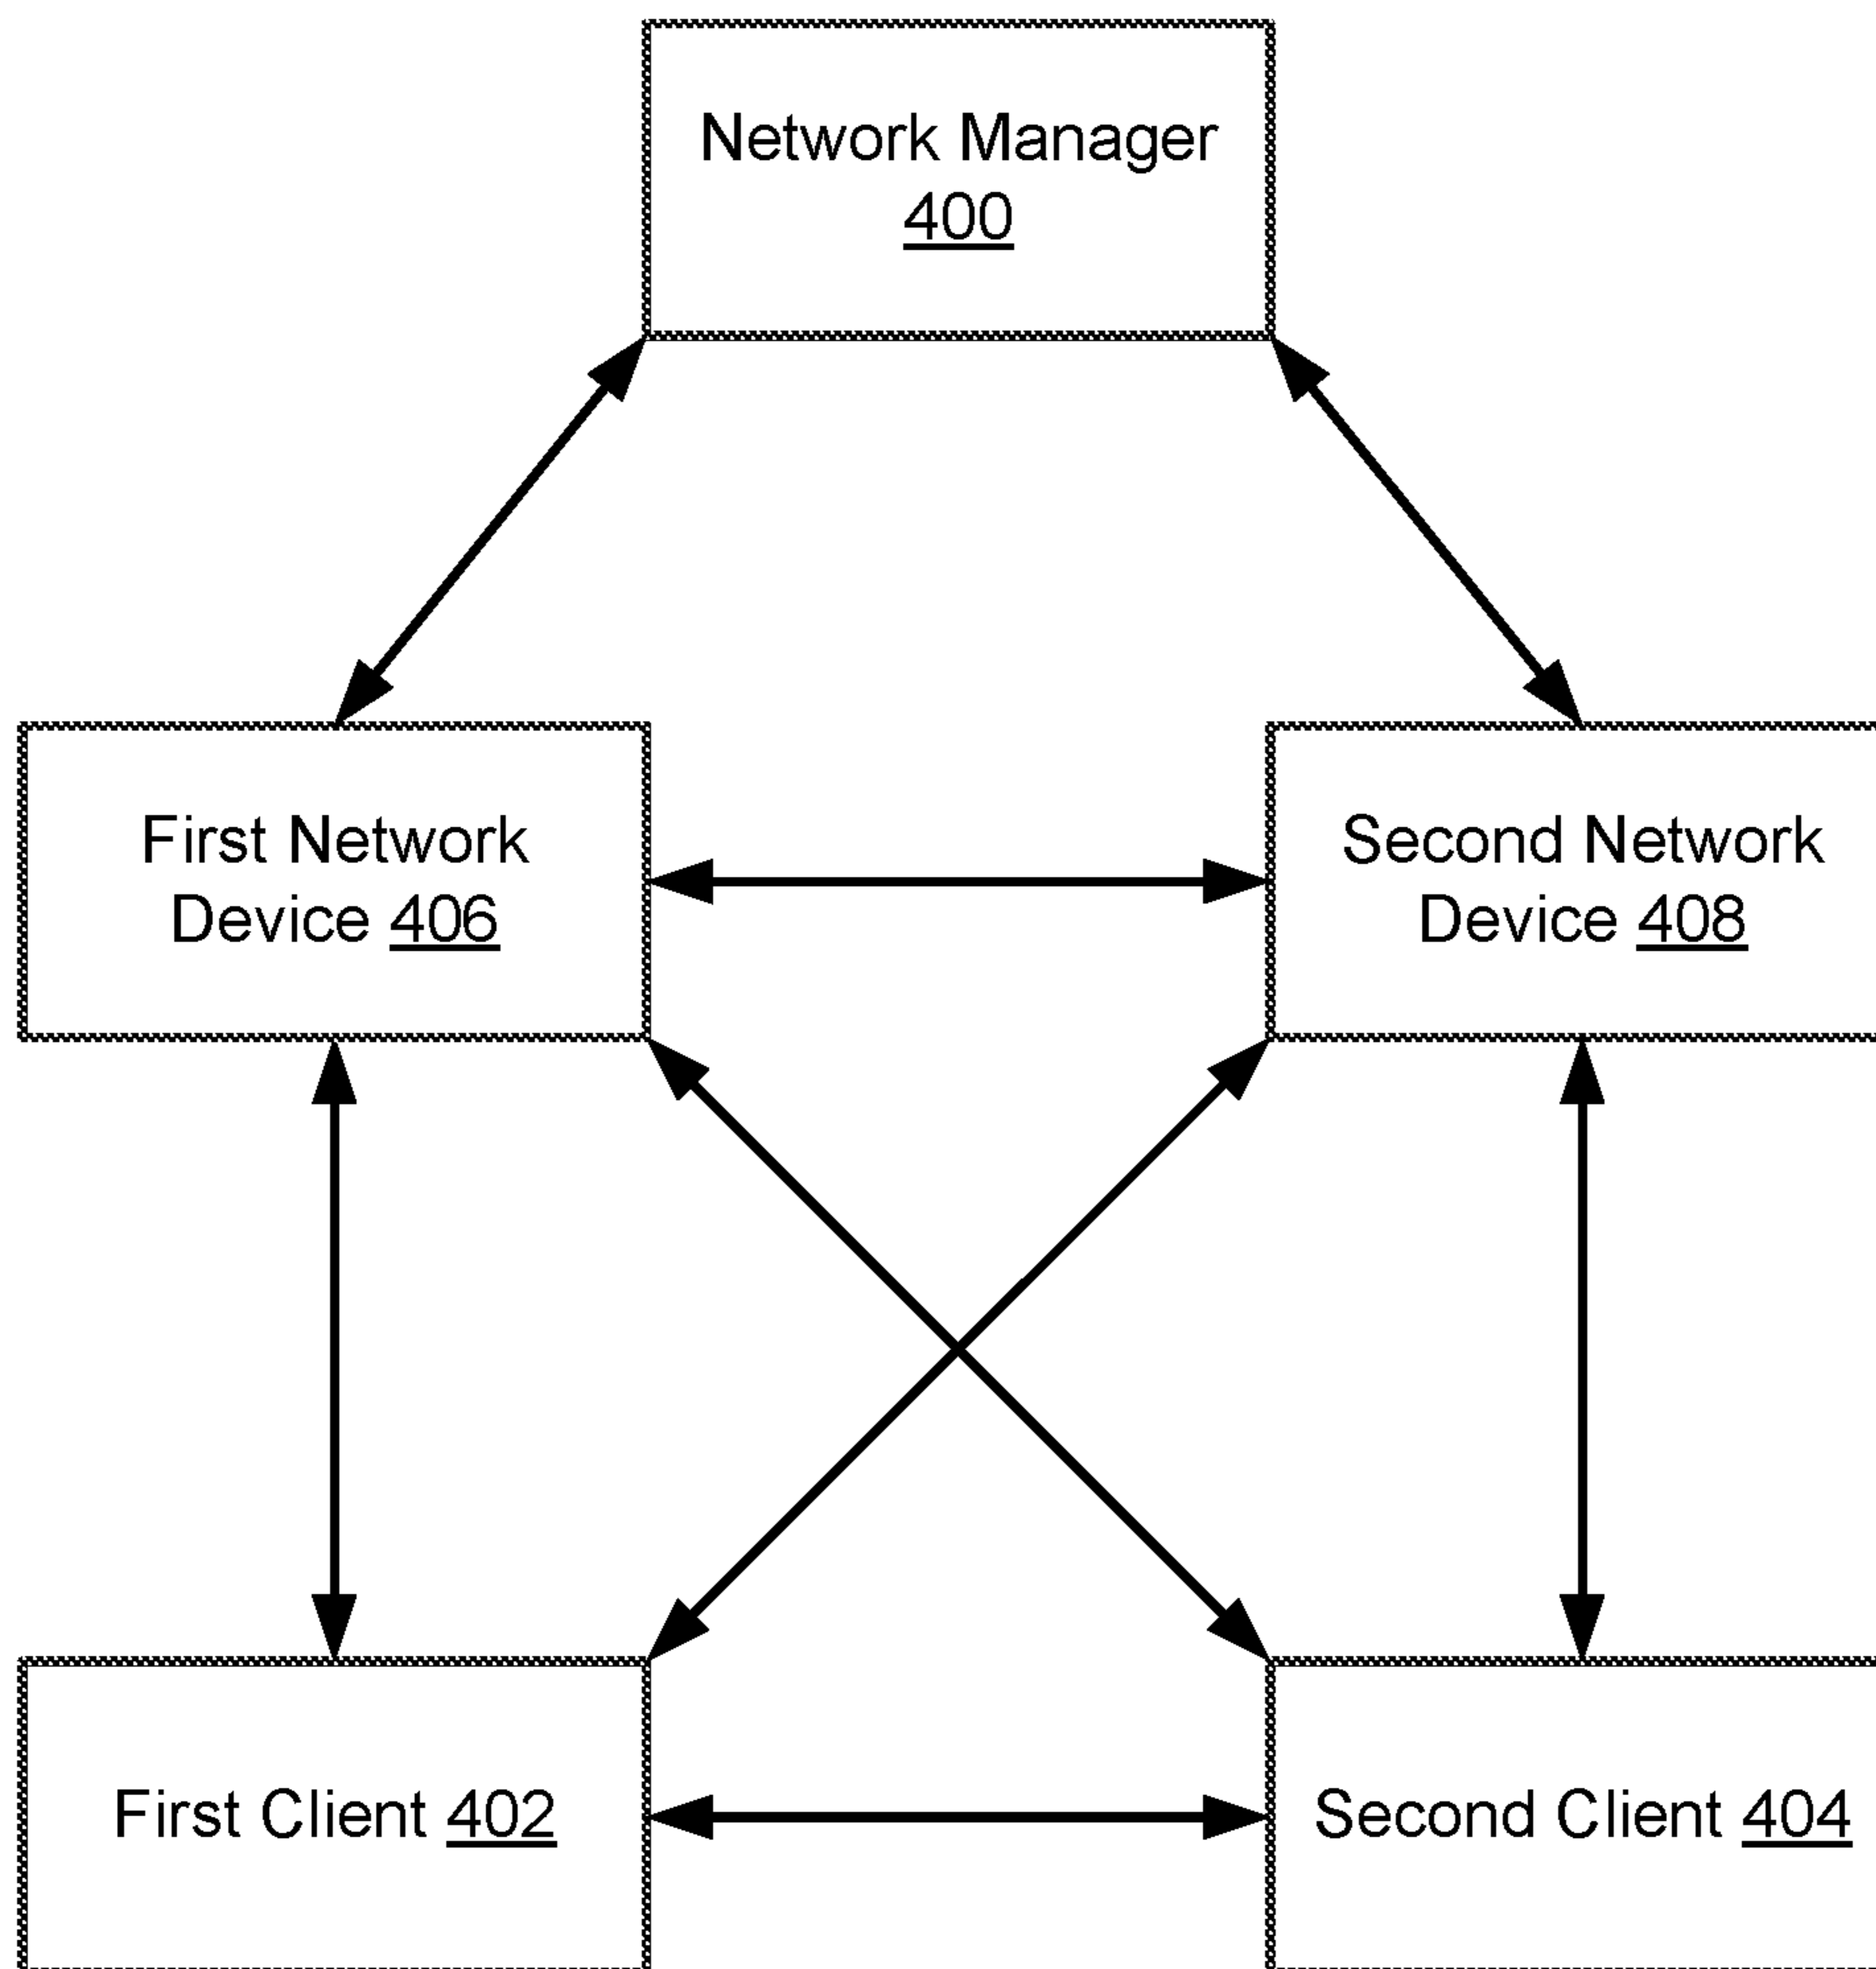 Network Manager
400
First Network
Device 406
Second Network
Device 408
First Client 402
Second Client 404